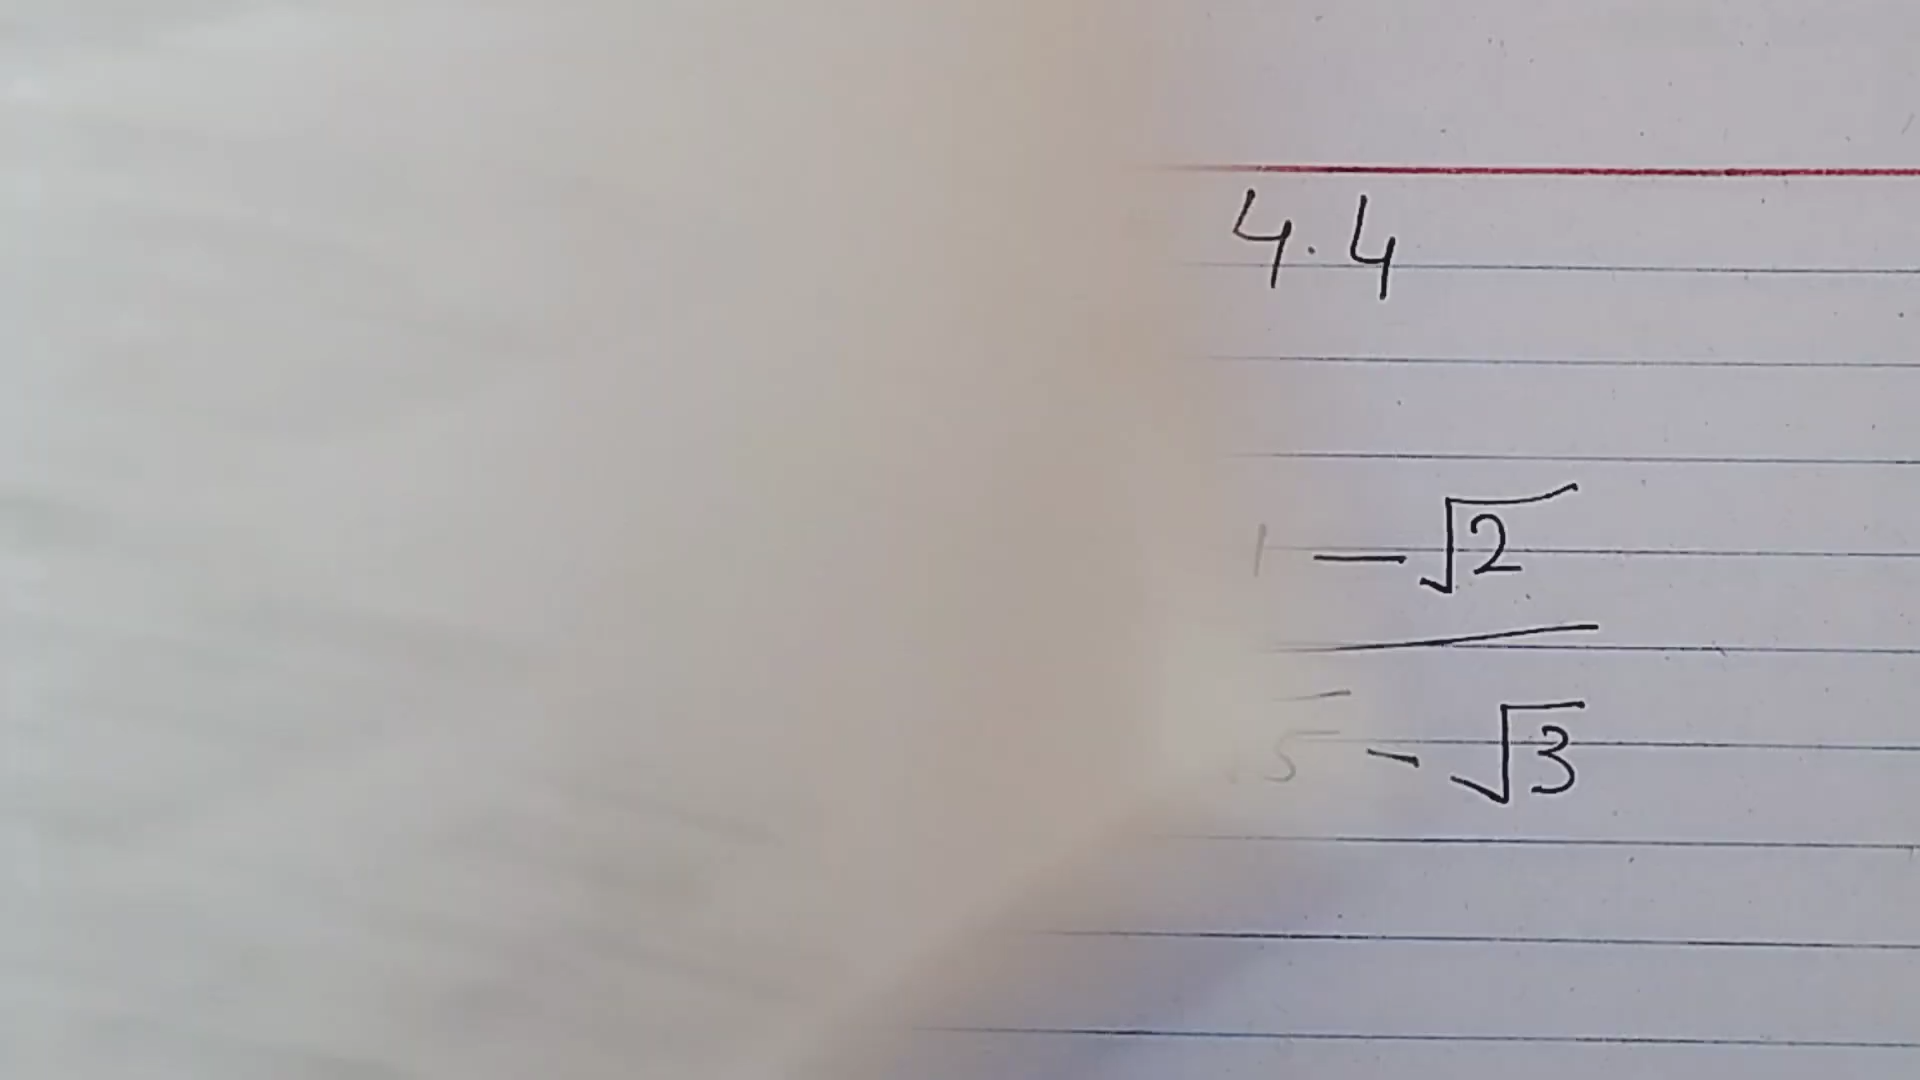 4.4
1 - √2
√5 - √3